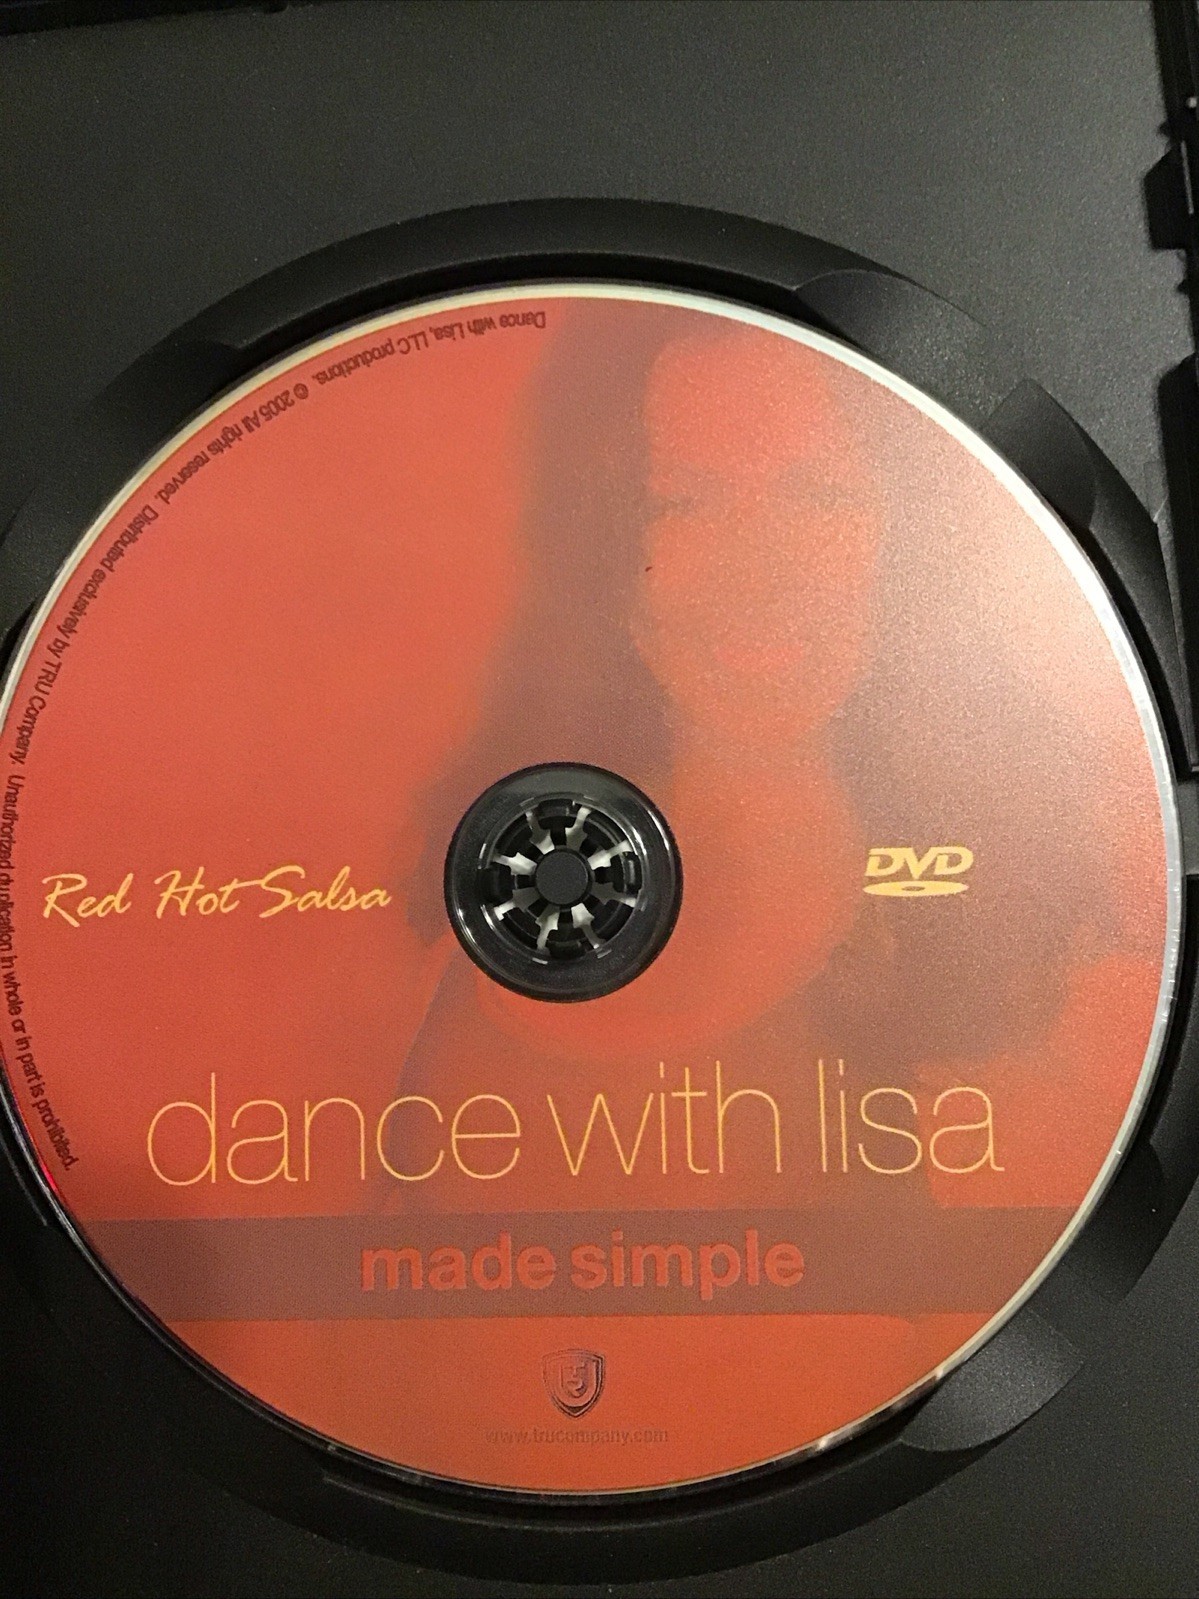 Dance with Lisa, LLC productions. © 2005 All rights reserved. Distributed exclusively by TRU Company. Unauthorized duplication in whole or in part is prohibited.
Red Hot Salsa
DVD
dance with lisa
made simple
www.trucompany.com